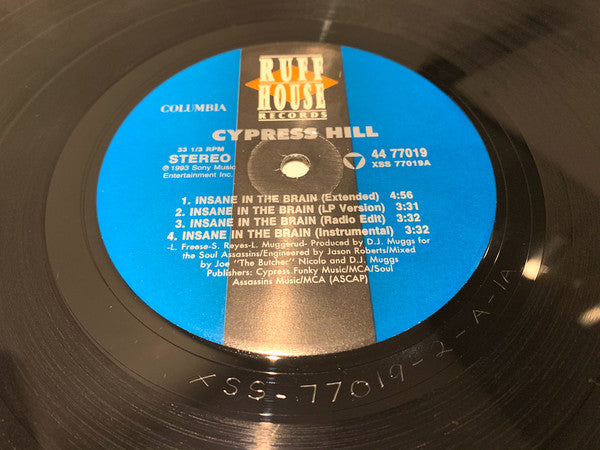 RUFF
HOUSE
RECORDS
COLUMBIA
CYPRESS HILL
33 1/3 RPM
STEREO
℗ 1993 Sony Music
Entertainment Inc.
44 77019
XSS 77019A
1. INSANE IN THE BRAIN (Extended) 4:56
2. INSANE IN THE BRAIN (LP Version) 3:31
3. INSANE IN THE BRAIN (Radio Edit) 3:32
4. INSANE IN THE BRAIN (Instrumental) 3:32
-L. Freese-S. Reyes-L. Muggerud- Produced by D.J. Muggs for
the Soul Assassins/Engineered by Jason Roberts/Mixed
by Joe "The Butcher" Nicolo and D.J. Muggs
Publishers: Cypress Funky Music/MCA/Soul
Assassins Music/MCA (ASCAP)
XSS-77019-2-A-1A